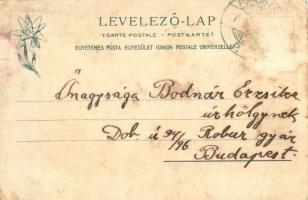 LEVELEZŐ-LAP
(CARTE POSTALE - POSTKARTE)
EGYETEMES POSTA EGYESÜLET (UNION POSTALE UNIVERSELLE)
Őnagysága Bodnár Erzsike
úrhölgynek
Dob u 94/96 Robur gyár
Budapest.